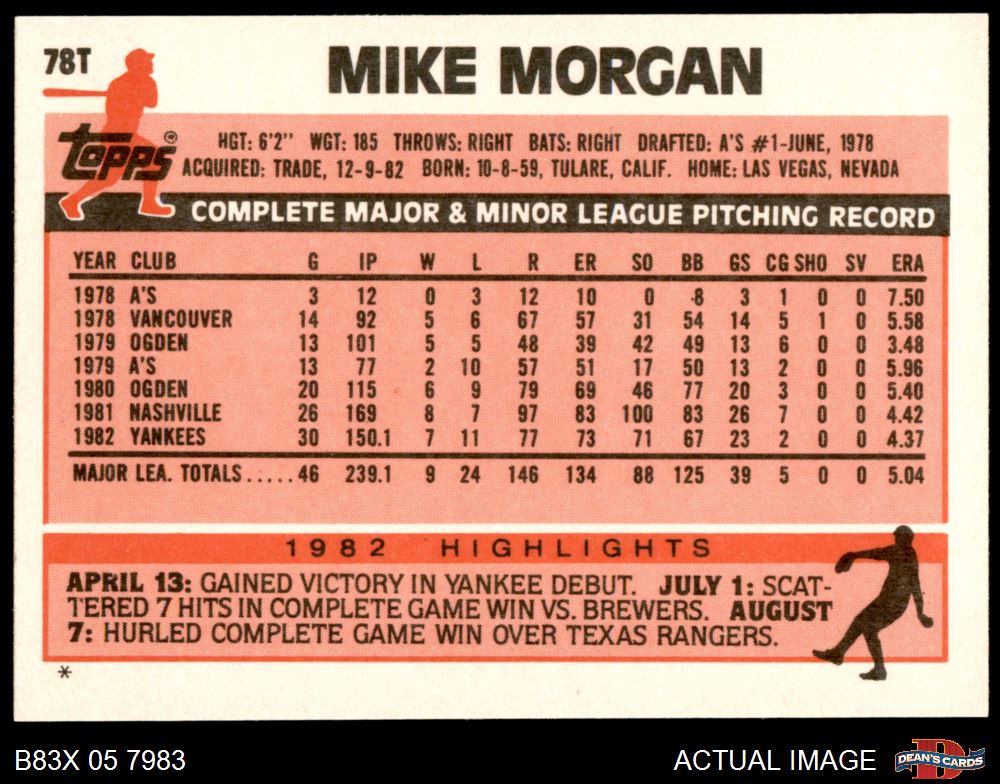 78T
MIKE MORGAN
topps®
HGT: 6'2'' WGT: 185 THROWS: RIGHT BATS: RIGHT DRAFTED: A'S #1-JUNE, 1978
ACQUIRED: TRADE, 12-9-82 BORN: 10-8-59, TULARE, CALIF. HOME: LAS VEGAS, NEVADA
COMPLETE MAJOR & MINOR LEAGUE PITCHING RECORD
YEAR CLUB G IP W L R ER SO BB GS CG SHO SV ERA
1978 A'S 3 12 0 3 12 10 0 8 3 1 0 0 7.50
1978 VANCOUVER 14 92 5 6 67 57 31 54 14 5 1 0 5.58
1979 OGDEN 13 101 5 5 48 39 42 49 13 6 0 0 3.48
1979 A'S 13 77 2 10 57 51 17 50 13 2 0 0 5.96
1980 OGDEN 20 115 6 9 79 69 46 77 20 3 0 0 5.40
1981 NASHVILLE 26 169 8 7 97 83 100 83 26 7 0 0 4.42
1982 YANKEES 30 150.1 7 11 77 73 71 67 23 2 0 0 4.37
MAJOR LEA. TOTALS.....46 239.1 9 24 146 134 88 125 39 5 0 0 5.04
1982 HIGHLIGHTS
APRIL 13: GAINED VICTORY IN YANKEE DEBUT. JULY 1: SCAT-
TERED 7 HITS IN COMPLETE GAME WIN VS. BREWERS. AUGUST
7: HURLED COMPLETE GAME WIN OVER TEXAS RANGERS.
*
B83X 05 7983 ACTUAL IMAGE
D
DEAN'S CARDS